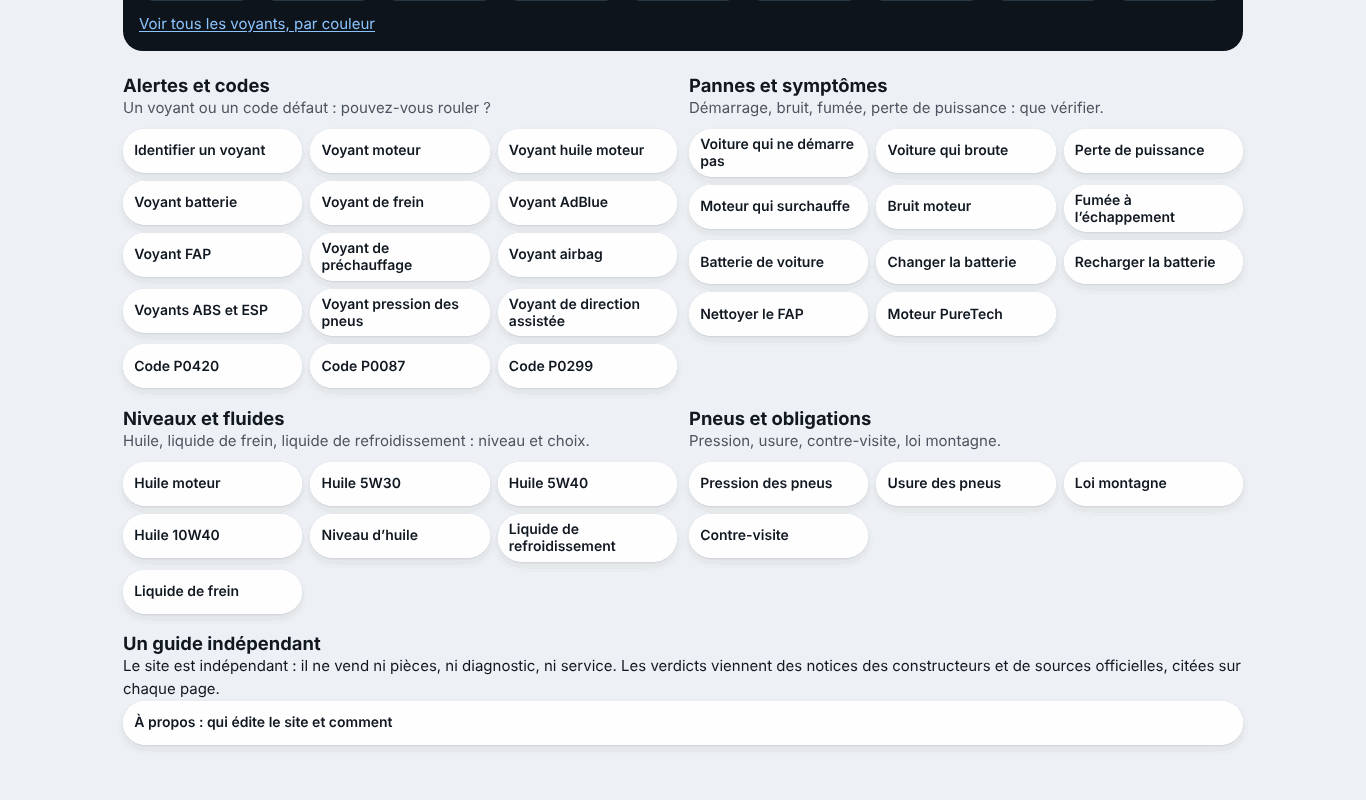 Voir tous les voyants, par couleur
Alertes et codes
Un voyant ou un code défaut : pouvez-vous rouler ?
Identifier un voyant
Voyant moteur
Voyant huile moteur
Voyant batterie
Voyant de frein
Voyant AdBlue
Voyant FAP
Voyant de
préchauffage
Voyant airbag
Voyants ABS et ESP
Voyant pression des
pneus
Voyant de direction
assistée
Code P0420
Code P0087
Code P0299
Pannes et symptômes
Démarrage, bruit, fumée, perte de puissance : que vérifier.
Voiture qui ne démarre
pas
Voiture qui broute
Perte de puissance
Moteur qui surchauffe
Bruit moteur
Fumée à
l’échappement
Batterie de voiture
Changer la batterie
Recharger la batterie
Nettoyer le FAP
Moteur PureTech
Niveaux et fluides
Huile, liquide de frein, liquide de refroidissement : niveau et choix.
Huile moteur
Huile 5W30
Huile 5W40
Huile 10W40
Niveau d’huile
Liquide de
refroidissement
Liquide de frein
Pneus et obligations
Pression, usure, contre-visite, loi montagne.
Pression des pneus
Usure des pneus
Loi montagne
Contre-visite
Un guide indépendant
Le site est indépendant : il ne vend ni pièces, ni diagnostic, ni service. Les verdicts viennent des notices des constructeurs et de sources officielles, citées sur
chaque page.
À propos : qui édite le site et comment